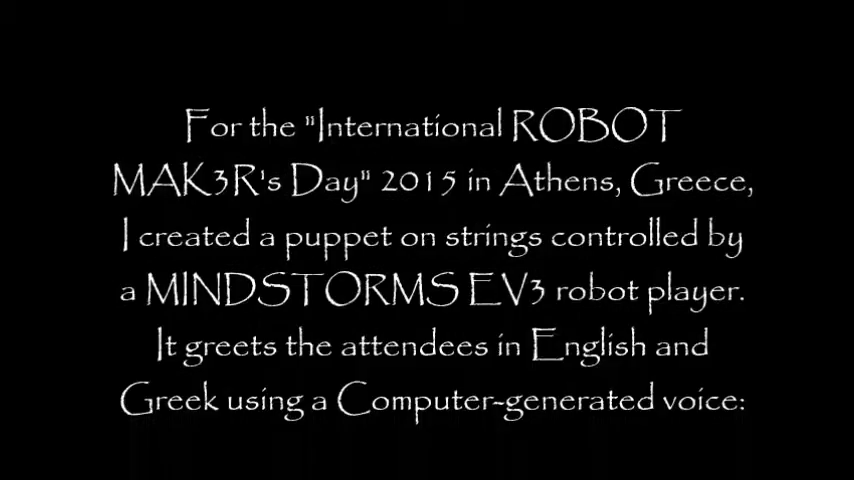 For the "International ROBOT
MAK3R's Day" 2015 in Athens, Greece,
I created a puppet on strings controlled by
a MINDSTORMS EV3 robot player.
It greets the attendees in English and
Greek using a Computer-generated voice: